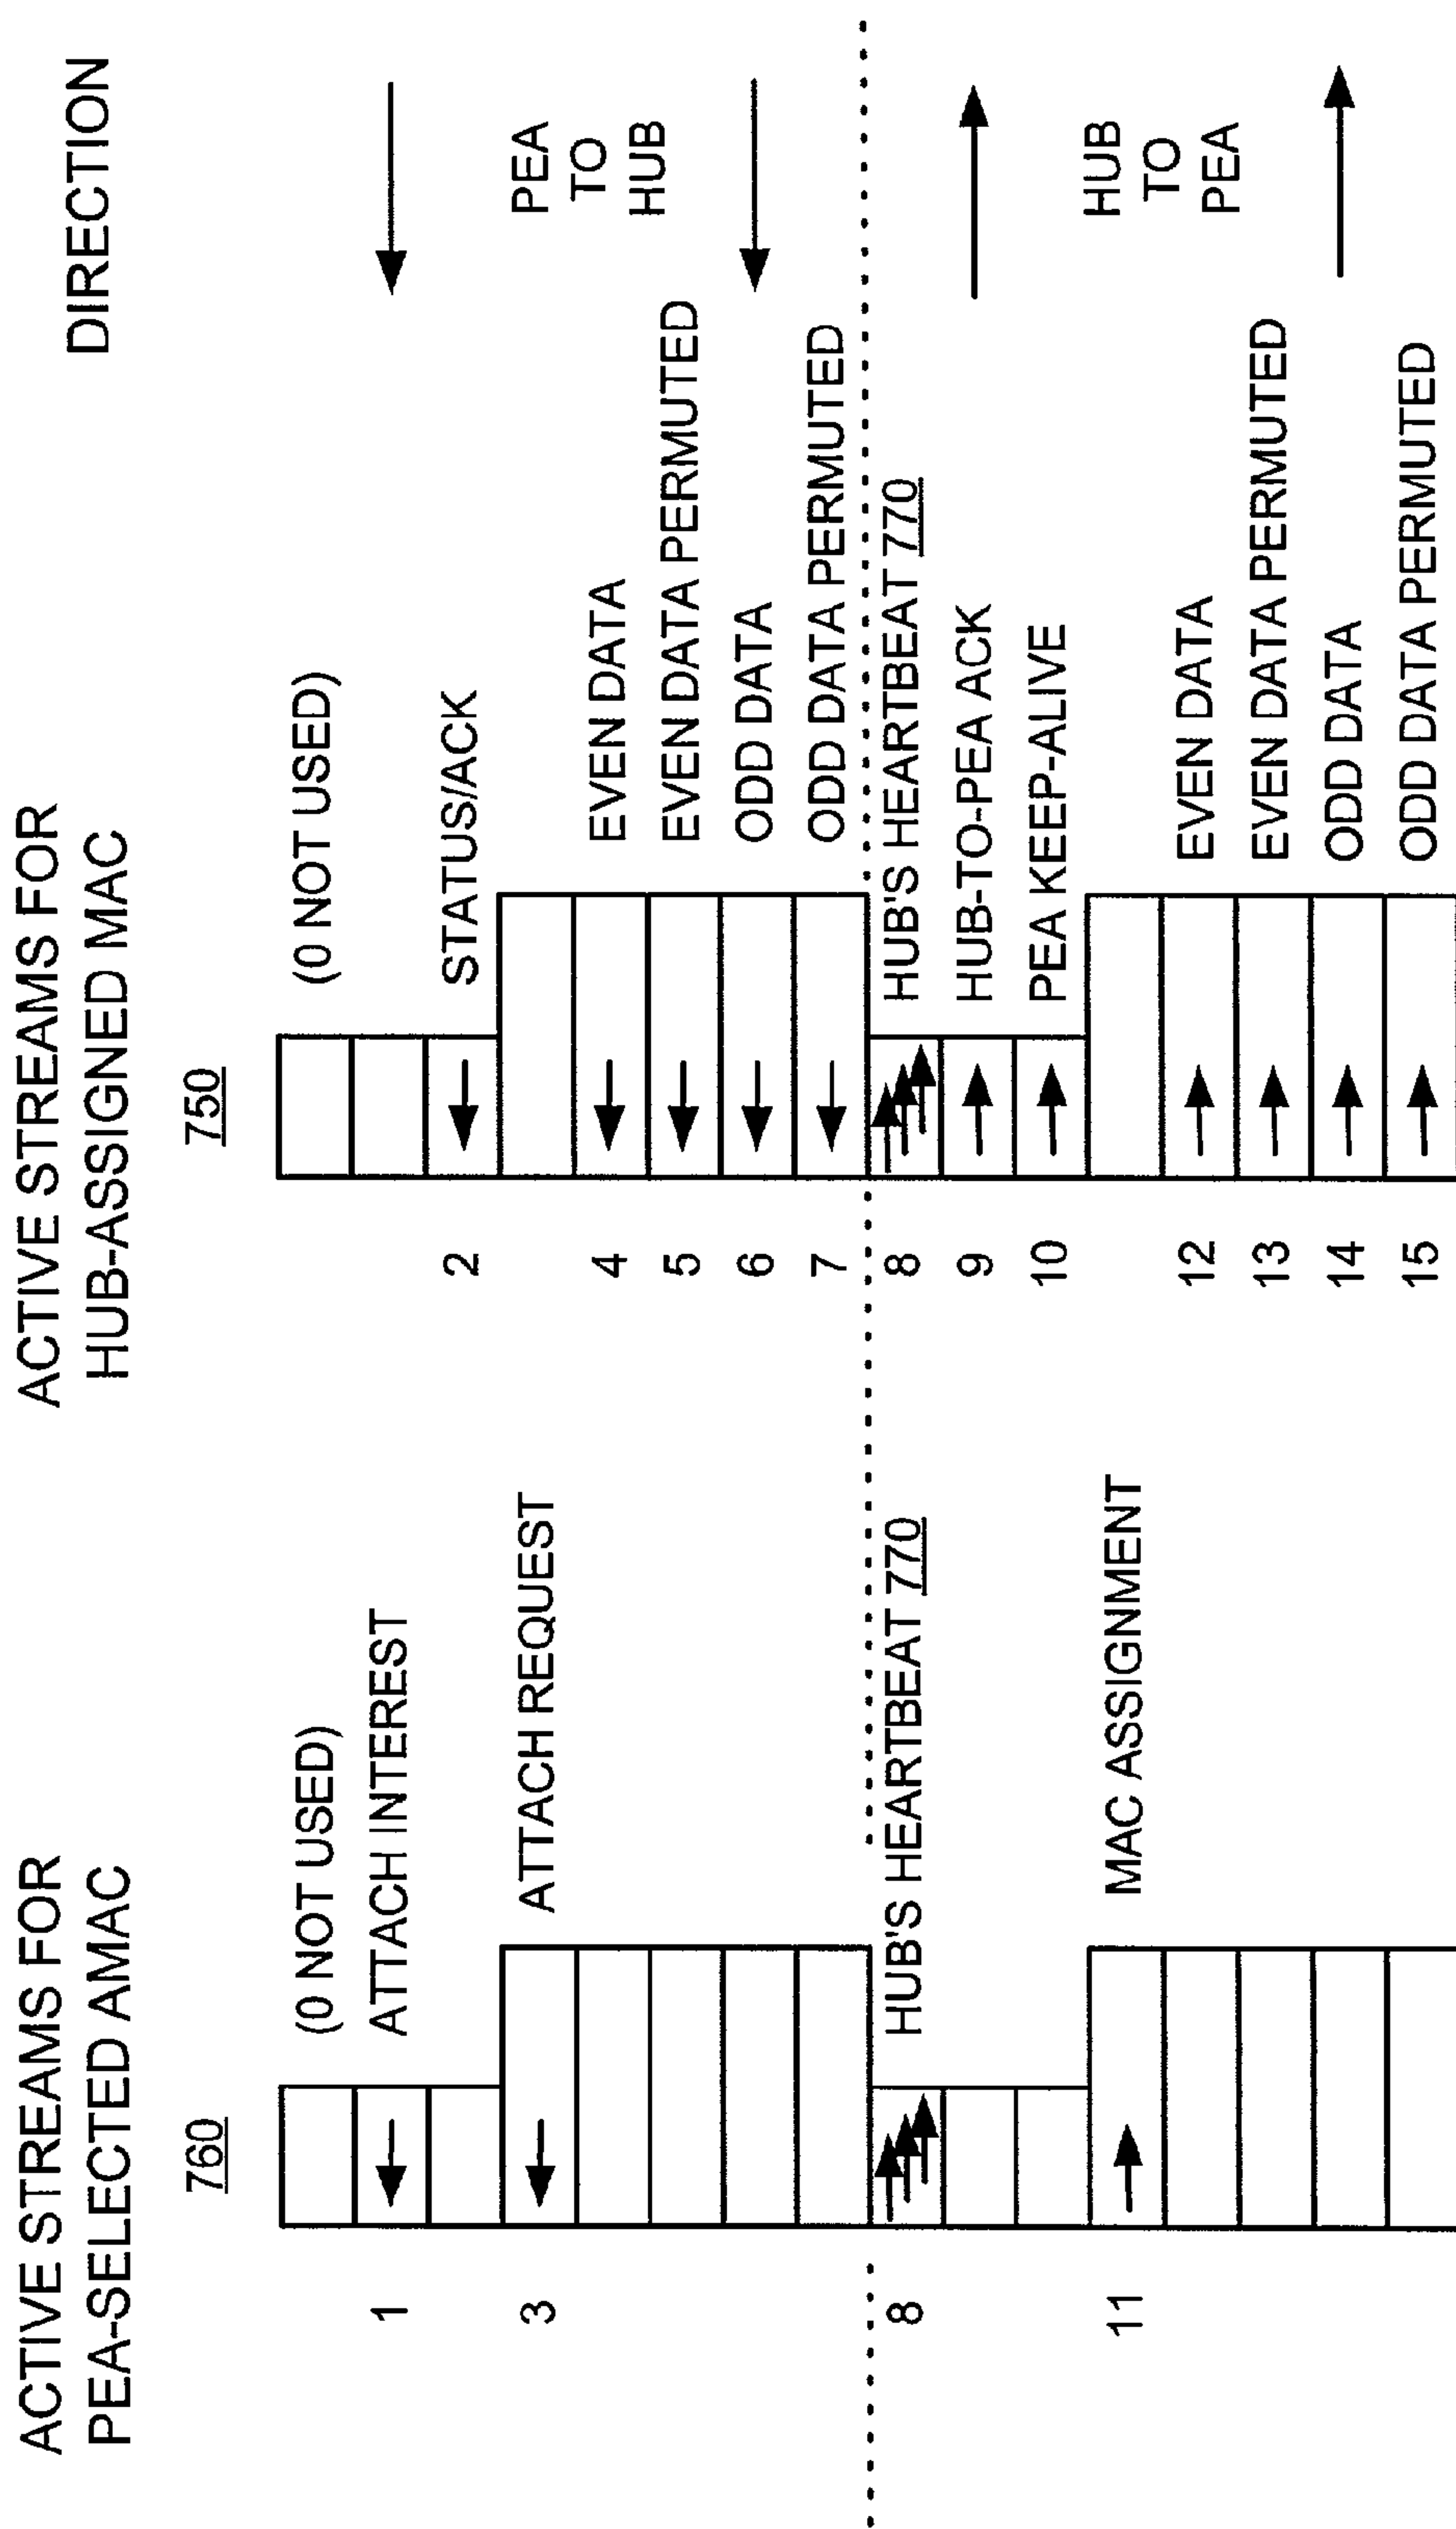 ACTIVE STREAMS FOR
PEA-SELECTED AMAC
760
(0 NOT USED)
1 ATTACH INTEREST
3 ATTACH REQUEST
8 HUB'S HEARTBEAT 770
11 MAC ASSIGNMENT
ACTIVE STREAMS FOR
HUB-ASSIGNED MAC
750
(0 NOT USED)
2 STATUS/ACK
4 EVEN DATA
5 EVEN DATA PERMUTED
6 ODD DATA
7 ODD DATA PERMUTED
8 HUB'S HEARTBEAT 770
9 HUB-TO-PEA ACK
10 PEA KEEP-ALIVE
12 EVEN DATA
13 EVEN DATA PERMUTED
14 ODD DATA
15 ODD DATA PERMUTED
DIRECTION
PEA
TO
HUB
HUB
TO
PEA